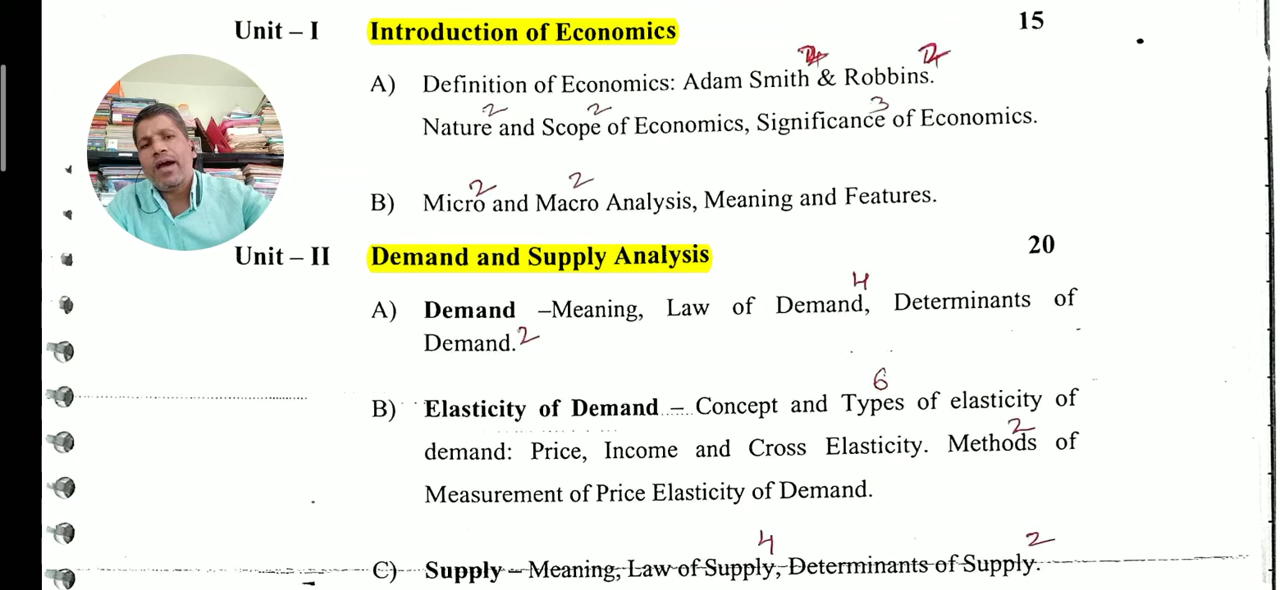 Unit – I Introduction of Economics 15
A) Definition of Economics: Adam Smith & Robbins.
2 2 3
Nature and Scope of Economics, Significance of Economics.
2 2
B) Micro and Macro Analysis, Meaning and Features.
Unit – II Demand and Supply Analysis 20
4
A) Demand –Meaning, Law of Demand, Determinants of
Demand. 2
6
B) Elasticity of Demand – Concept and Types of elasticity of
2
demand: Price, Income and Cross Elasticity. Methods of
Measurement of Price Elasticity of Demand.
4 2
C) Supply – Meaning, Law of Supply, Determinants of Supply.